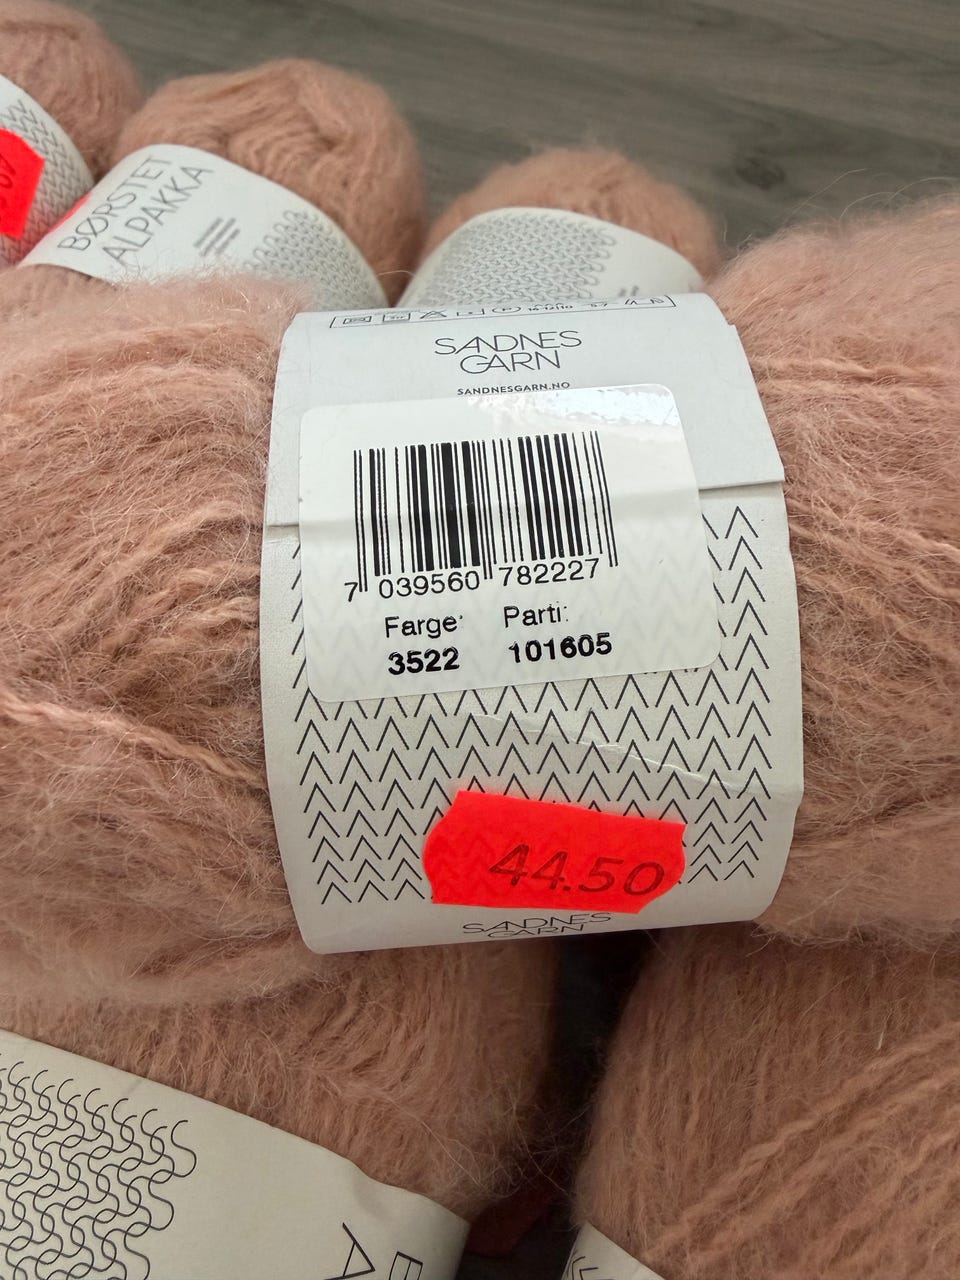 BØRSTET
ALPAKKA
SANDNES
GARN
SANDNESGARN.NO
7 039560 782227
Farge: Parti:
3522 101605
44.50
SANDNES
GARN